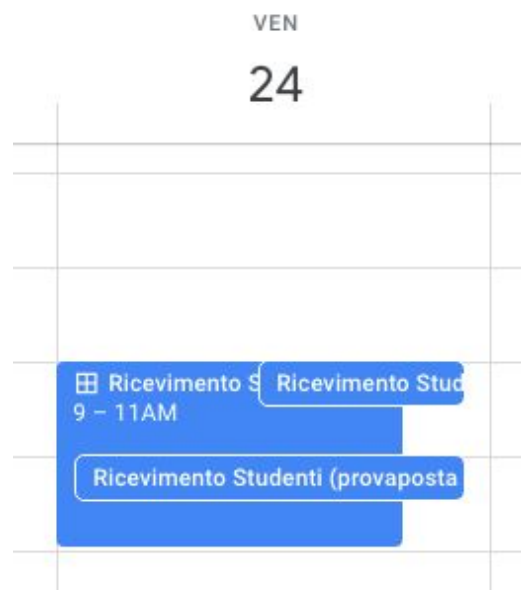 VEN
24
Ricevimento S
Ricevimento Stud
9 – 11AM
Ricevimento Studenti (provaposta